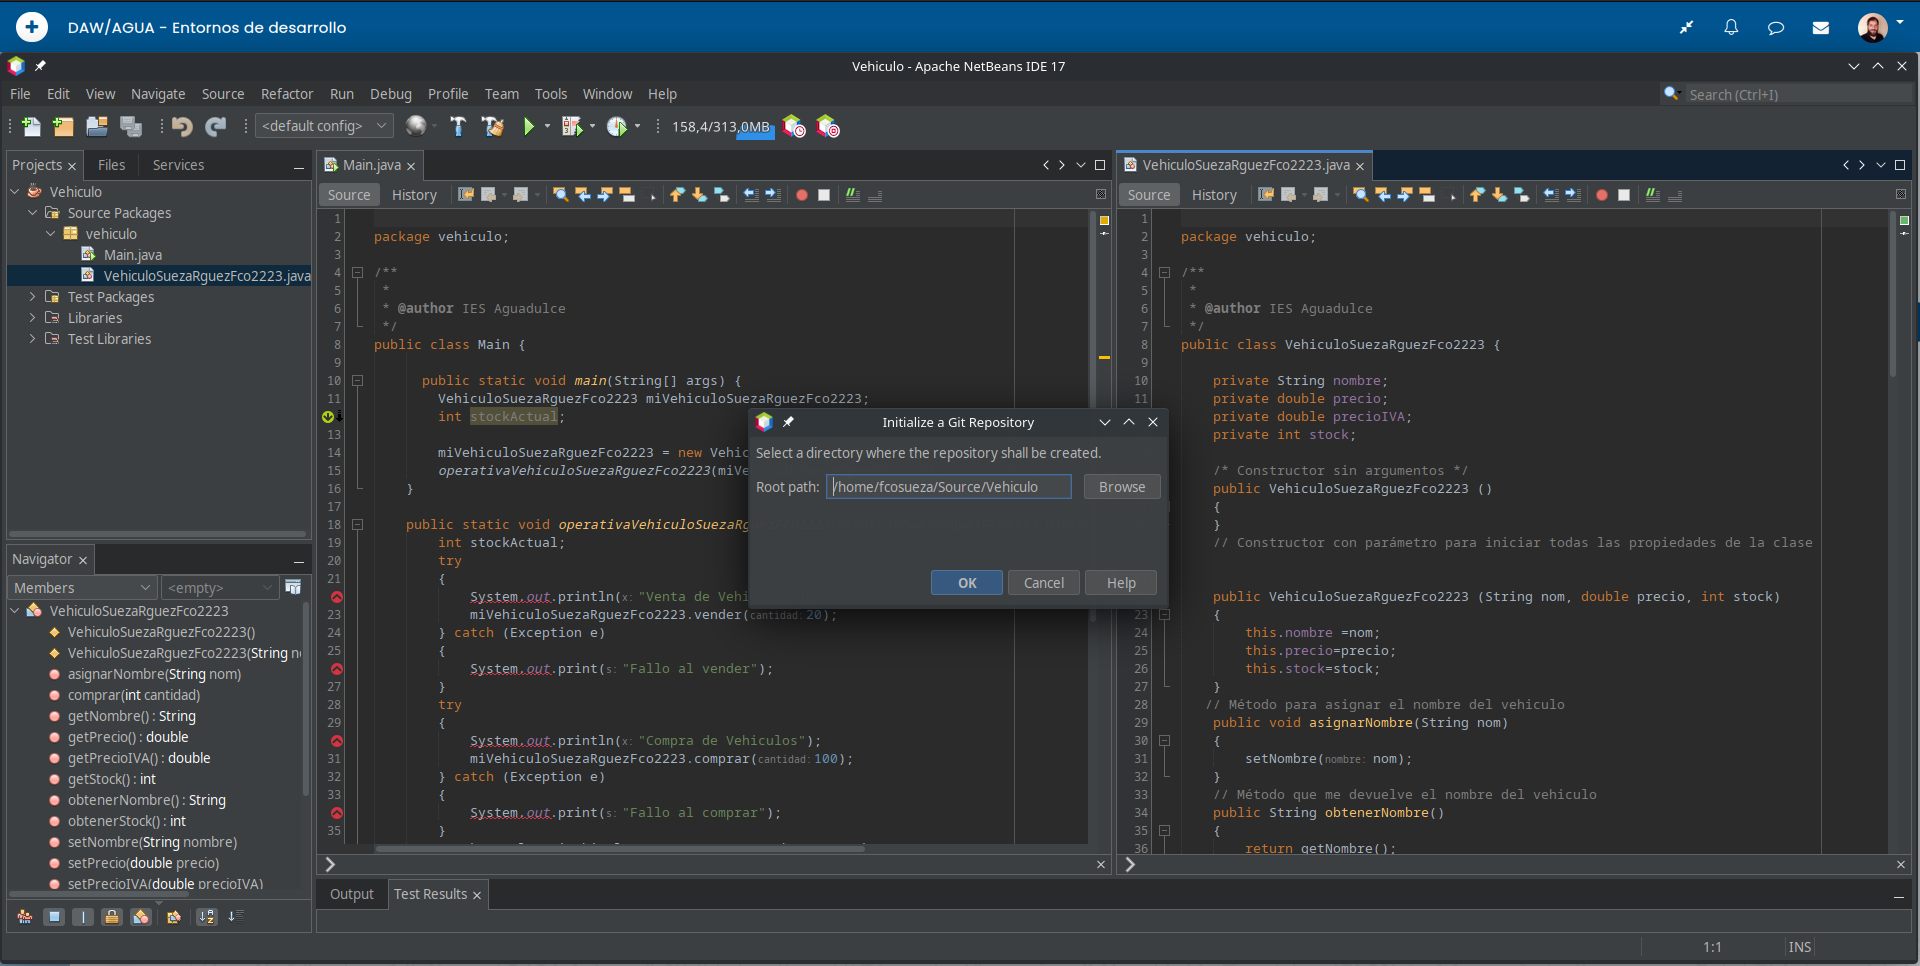 DAW/AGUA - Entornos de desarrollo
Vehiculo - Apache NetBeans IDE 17
File Edit View Navigate Source Refactor Run Debug Profile Team Tools Window Help
Search (Ctrl+I)
<default config>
158,4/313,0MB
Projects Files Services
Vehiculo
Source Packages
vehiculo
Main.java
VehiculoSuezaRguezFco2223.java
Test Packages
Libraries
Test Libraries
Navigator
Members <empty>
VehiculoSuezaRguezFco2223
VehiculoSuezaRguezFco2223()
VehiculoSuezaRguezFco2223(String
asignarNombre(String nom)
comprar(int cantidad)
getNombre() : String
getPrecio() : double
getPrecioIVA() : double
getStock() : int
obtenerNombre() : String
obtenerStock() : int
setNombre(String nombre)
setPrecio(double precio)
setPrecioIVA(double precioIVA)
Main.java
Source History
1
2 package vehiculo;
3
4 /**
5 *
6 * @author IES Aguadulce
7 */
8 public class Main {
9
10 public static void main(String[] args) {
11 VehiculoSuezaRguezFco2223 miVehiculoSuezaRguezFco2223;
int stockActual;
13
14 miVehiculoSuezaRguezFco2223 = new Vehic
15 operativaVehiculoSuezaRguezFco2223(miVe
16 }
17
18 public static void operativaVehiculoSuezaRg
19 int stockActual;
20 try
21 {
System.out.println(x: "Venta de Vehi
23 miVehiculoSuezaRguezFco2223.vender(cantidad: 20);
24 } catch (Exception e)
25 {
System.out.print(s: "Fallo al vender");
27 }
28 try
29 {
System.out.println(x: "Compra de Vehiculos");
31 miVehiculoSuezaRguezFco2223.comprar(cantidad: 100);
32 } catch (Exception e)
33 {
System.out.print(s: "Fallo al comprar");
35 }
VehiculoSuezaRguezFco2223.java
Source History
1
2 package vehiculo;
3
4 /**
5 *
6 * @author IES Aguadulce
7 */
8 public class VehiculoSuezaRguezFco2223 {
9
10 private String nombre;
11 private double precio;
private double precioIVA;
private int stock;
/* Constructor sin argumentos */
public VehiculoSuezaRguezFco2223 ()
{
}
// Constructor con parámetro para iniciar todas las propiedades de la clase
public VehiculoSuezaRguezFco2223 (String nom, double precio, int stock)
23 {
24 this.nombre =nom;
25 this.precio=precio;
26 this.stock=stock;
27 }
28 // Método para asignar el nombre del vehiculo
29 public void asignarNombre(String nom)
30 {
31 setNombre(nombre: nom);
32 }
33 // Método que me devuelve el nombre del vehiculo
34 public String obtenerNombre()
35 {
36 return getNombre();
Initialize a Git Repository
Select a directory where the repository shall be created.
Root path: /home/fcosueza/Source/Vehiculo Browse
OK Cancel Help
Output Test Results
1:1 INS